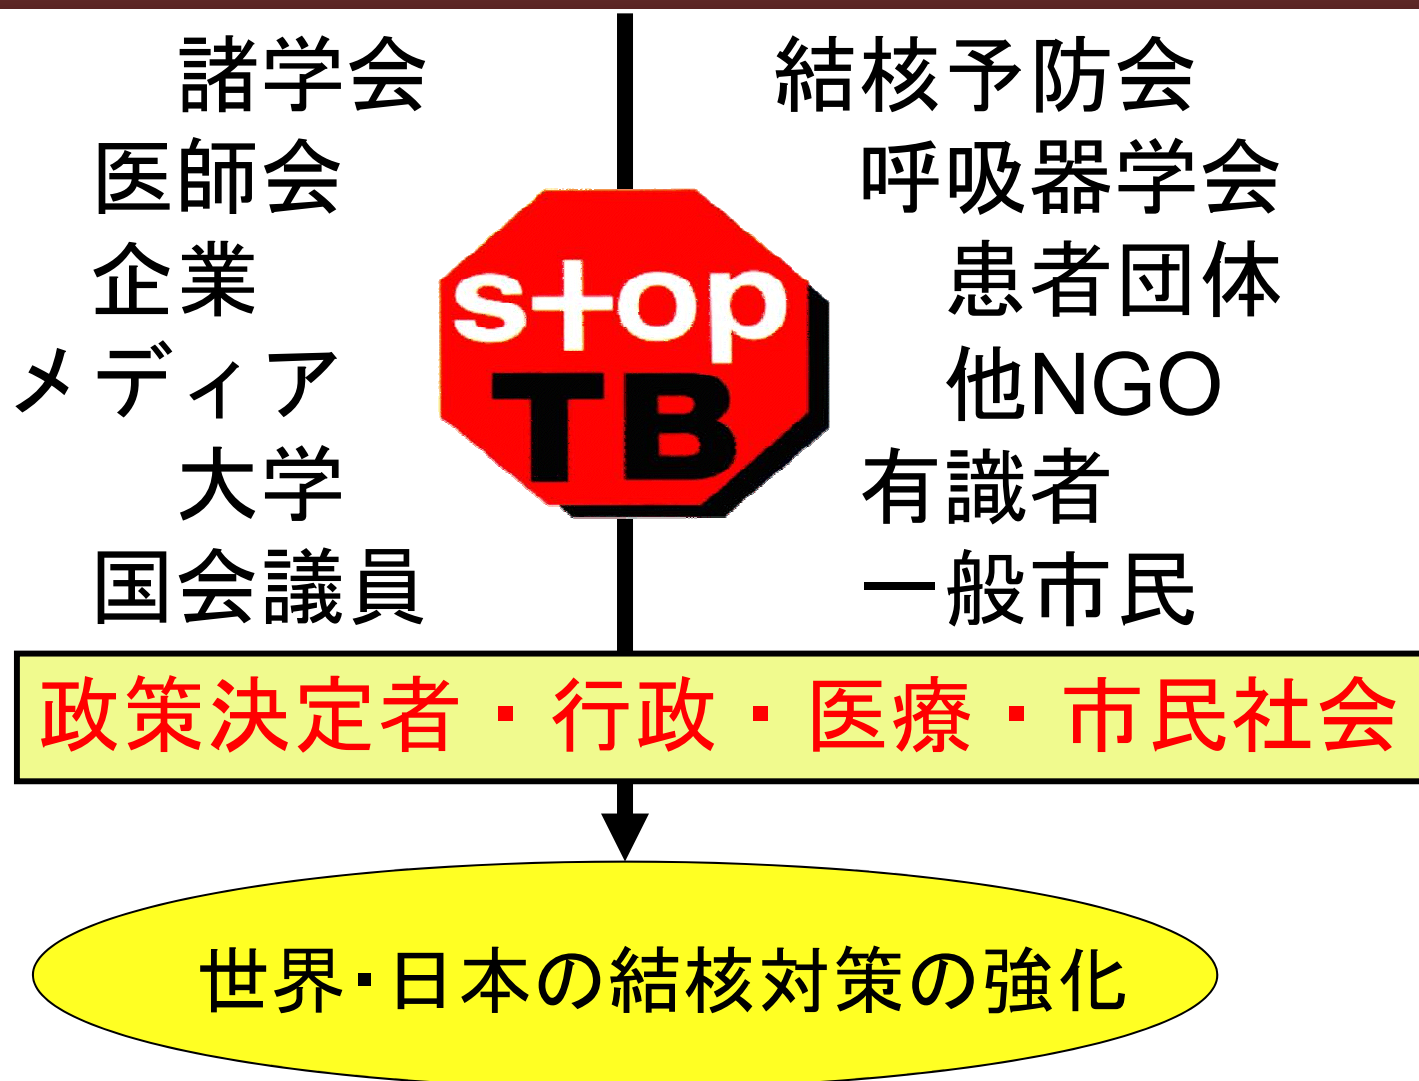 諸学会
医師会
企業
メディア
大学
国会議員
stop
TB
結核予防会
呼吸器学会
患者団体
他NGO
有識者
一般市民
政策決定者・行政・医療・市民社会
世界・日本の結核対策の強化